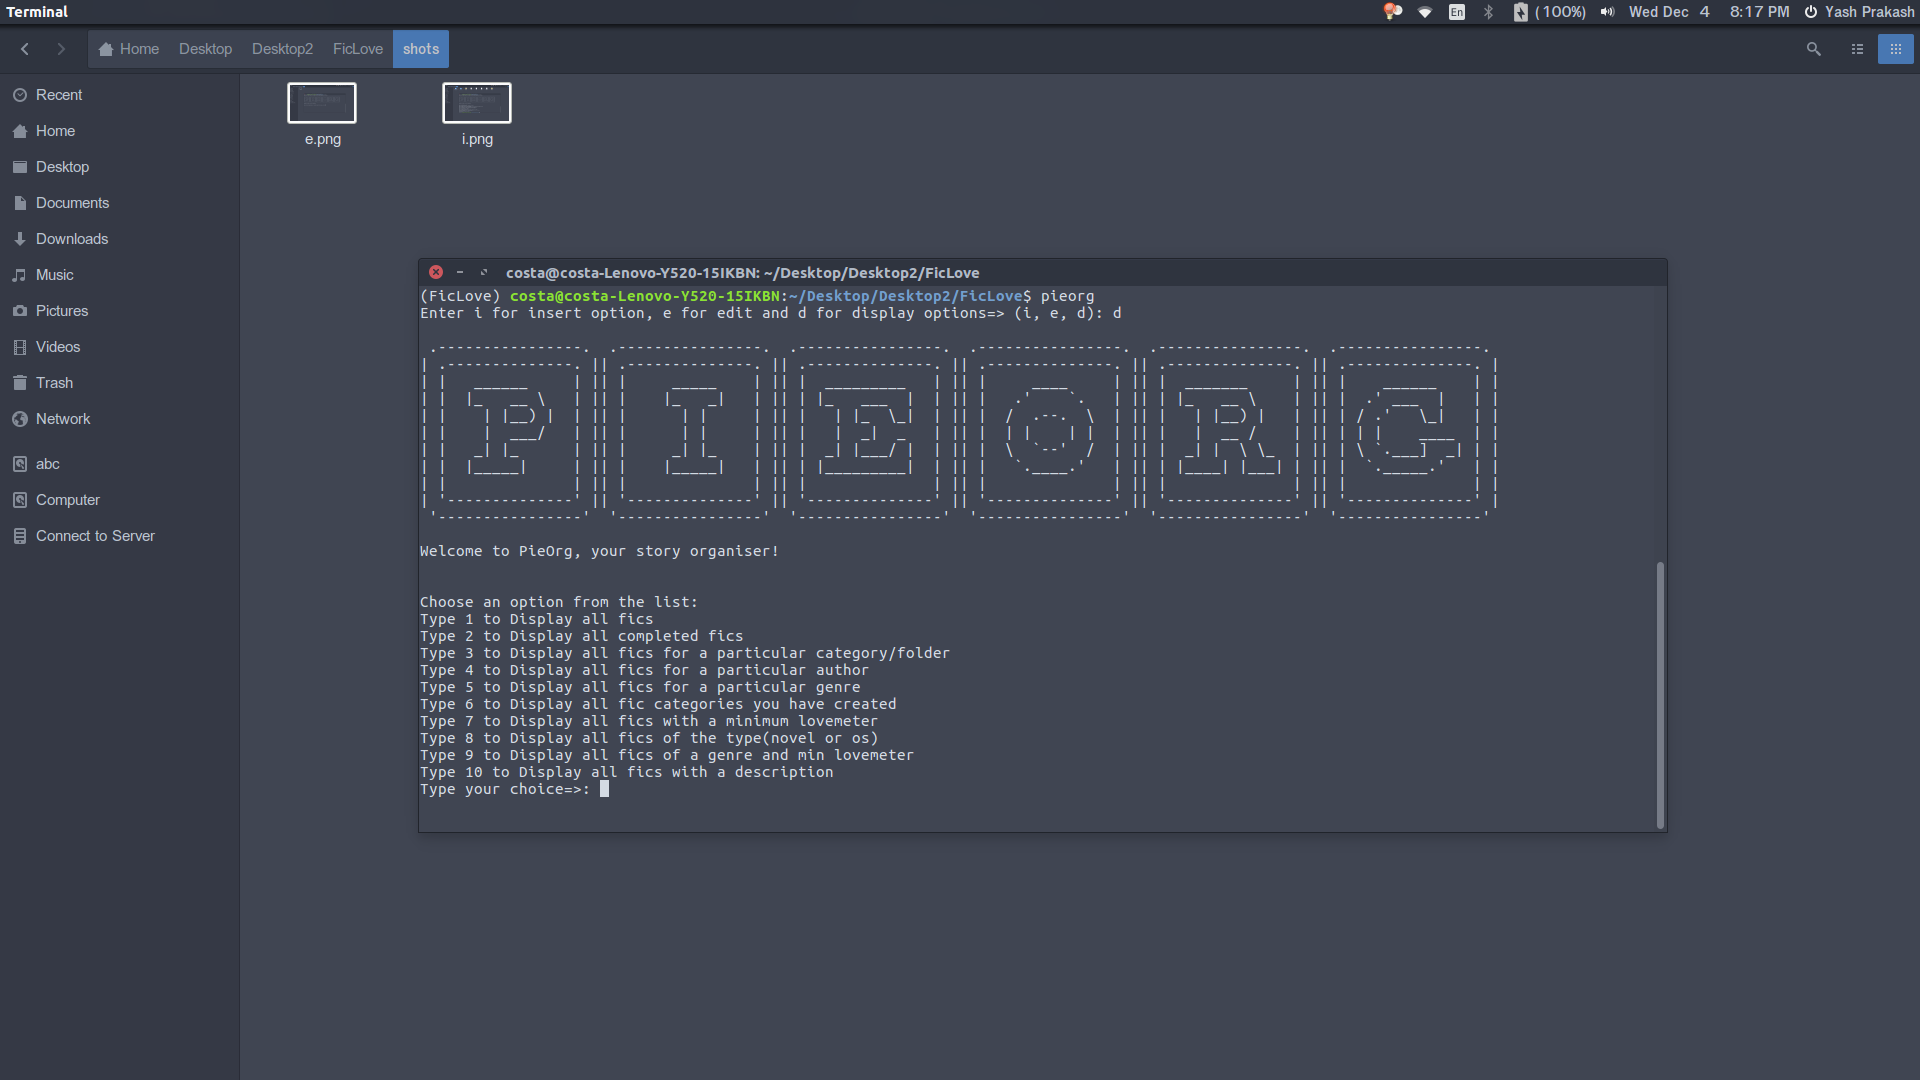 Terminal
En (100%) Wed Dec 4 8:17 PM Yash Prakash
Home Desktop Desktop2 FicLove shots
Recent
Home
Desktop
Documents
Downloads
Music
Pictures
Videos
Trash
Network
abc
Computer
Connect to Server
e.png
i.png
costa@costa-Lenovo-Y520-15IKBN: ~/Desktop/Desktop2/FicLove
(FicLove) costa@costa-Lenovo-Y520-15IKBN:~/Desktop/Desktop2/FicLove$ pieorg
Enter i for insert option, e for edit and d for display options=> (i, e, d): d
PIEORG
Welcome to PieOrg, your story organiser!
Choose an option from the list:
Type 1 to Display all fics
Type 2 to Display all completed fics
Type 3 to Display all fics for a particular category/folder
Type 4 to Display all fics for a particular author
Type 5 to Display all fics for a particular genre
Type 6 to Display all fic categories you have created
Type 7 to Display all fics with a minimum lovemeter
Type 8 to Display all fics of the type(novel or os)
Type 9 to Display all fics of a genre and min lovemeter
Type 10 to Display all fics with a description
Type your choice=>: